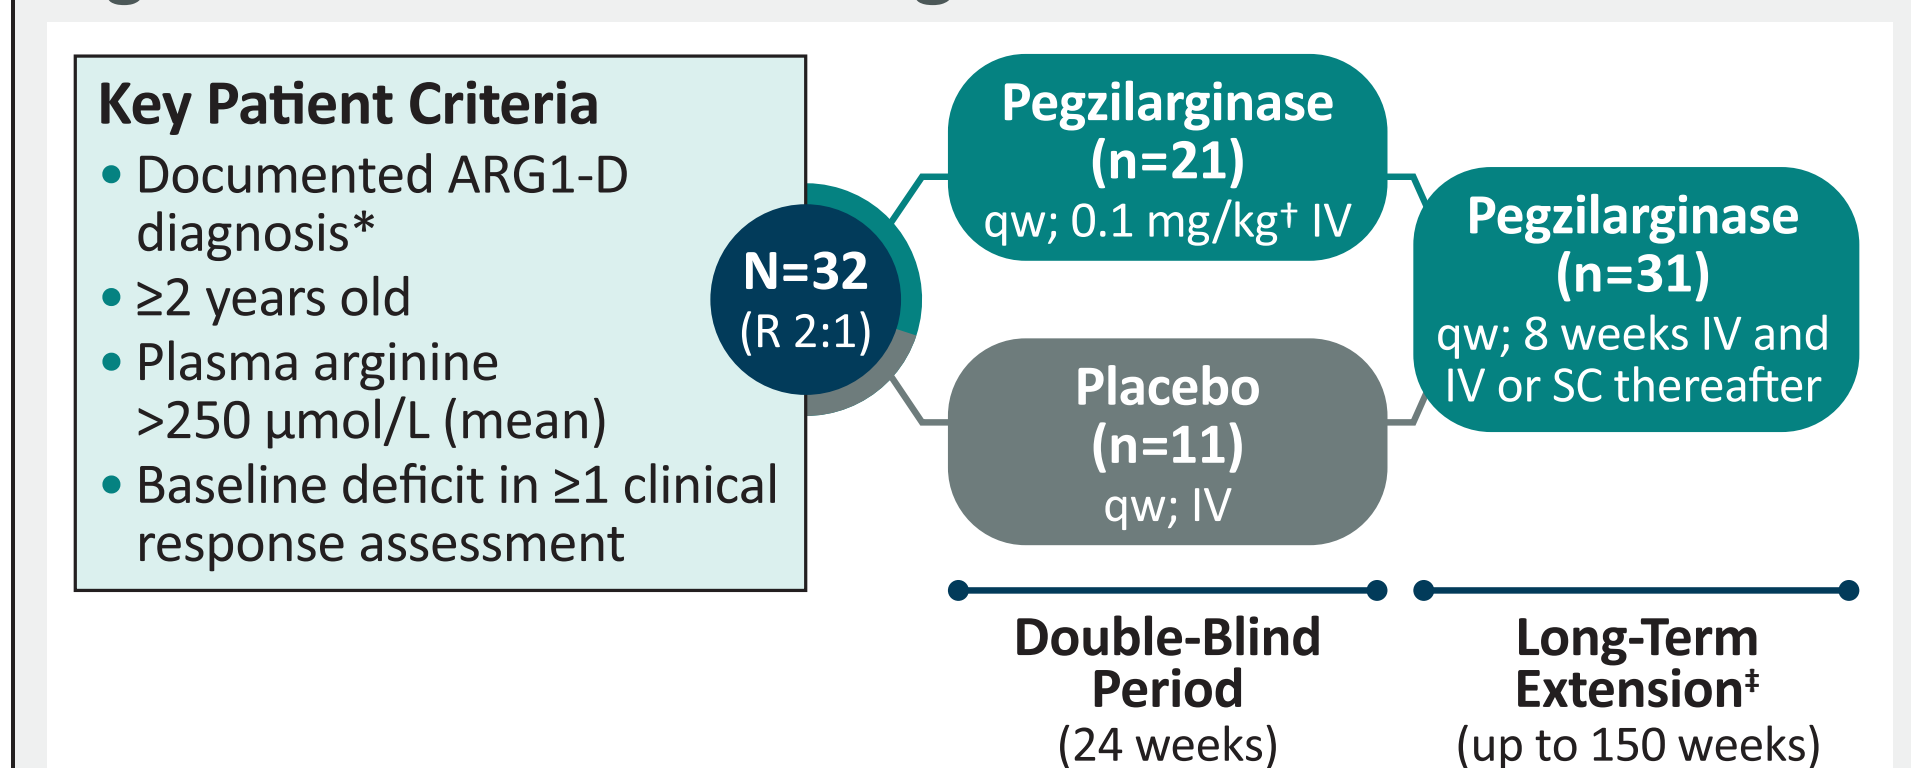 Key Patient Criteria
• Documented ARG1-D
diagnosis*
• ≥2 years old
• Plasma arginine
>250 µmol/L (mean)
• Baseline deficit in ≥1 clinical
response assessment
N=32
(R 2:1)
Pegzilarginase
(n=21)
qw; 0.1 mg/kg† IV
Placebo
(n=11)
qw; IV
Pegzilarginase
(n=31)
qw; 8 weeks IV and
IV or SC thereafter
Double-Blind
Period
(24 weeks)
Long-Term
Extension‡
(up to 150 weeks)